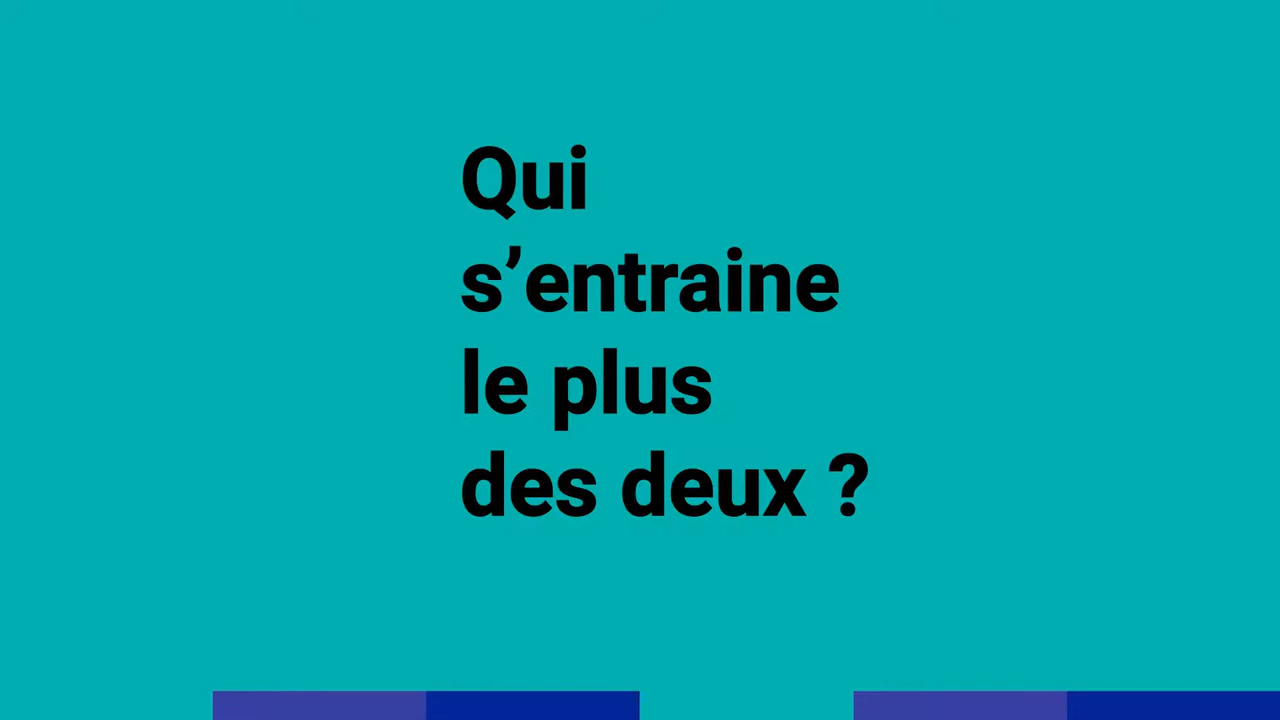 Qui
s’entraine
le plus
des deux ?